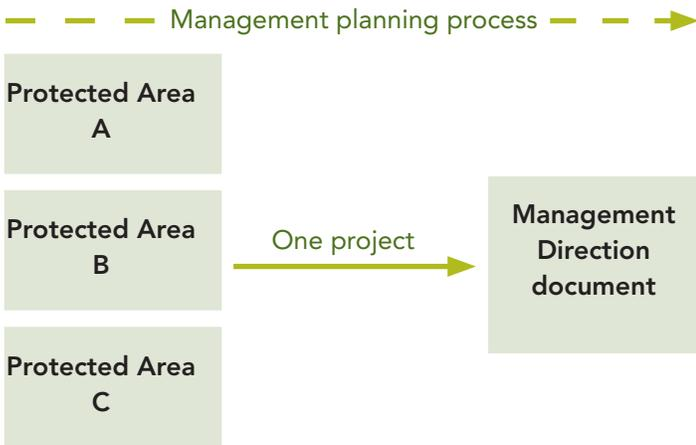 Management planning process
Protected Area
A
Protected Area
B
One project
Management
Direction
document
Protected Area
C